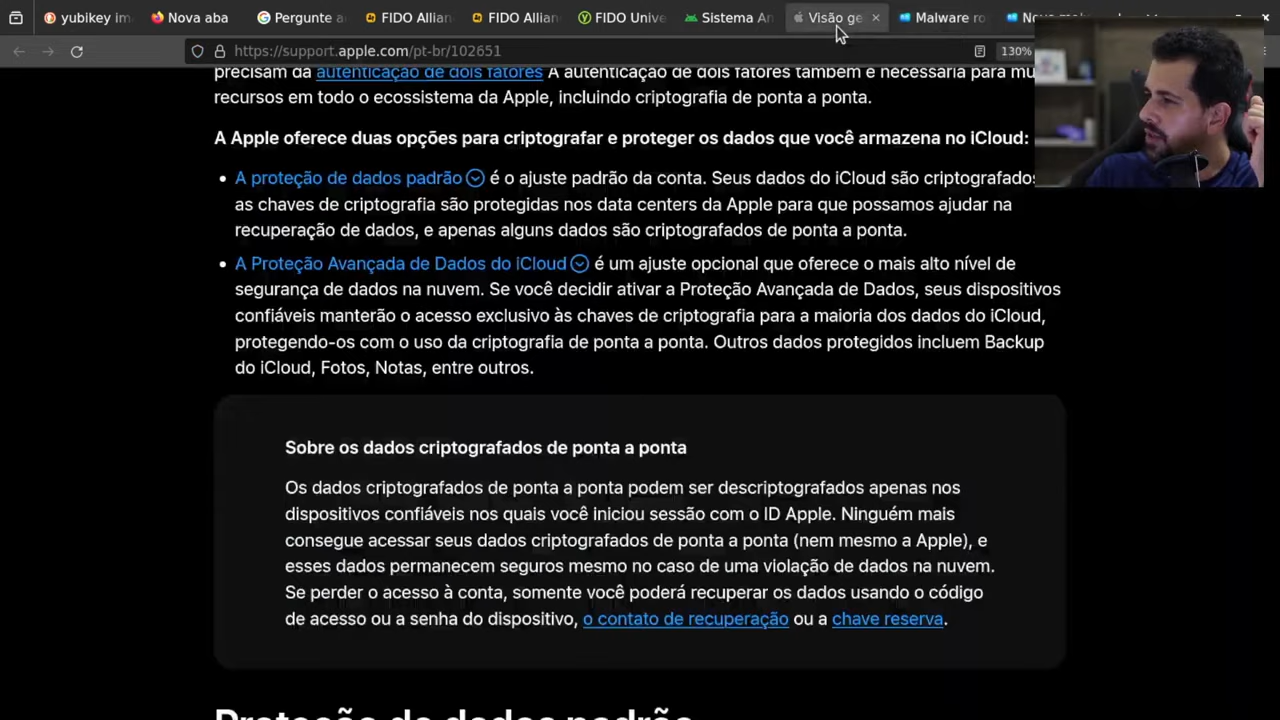 yubikey im
Nova aba
Pergunte a
FIDO Allian
FIDO Allian
FIDO Unive
Sistema An
Visão ge
Malware ro
https://support.apple.com/pt-br/102651
130%
precisam da autenticação de dois fatores A autenticação de dois fatores também é necessária para mu
recursos em todo o ecossistema da Apple, incluindo criptografia de ponta a ponta.
A Apple oferece duas opções para criptografar e proteger os dados que você armazena no iCloud:
• A proteção de dados padrão é o ajuste padrão da conta. Seus dados do iCloud são criptografados
as chaves de criptografia são protegidas nos data centers da Apple para que possamos ajudar na
recuperação de dados, e apenas alguns dados são criptografados de ponta a ponta.
• A Proteção Avançada de Dados do iCloud é um ajuste opcional que oferece o mais alto nível de
segurança de dados na nuvem. Se você decidir ativar a Proteção Avançada de Dados, seus dispositivos
confiáveis manterão o acesso exclusivo às chaves de criptografia para a maioria dos dados do iCloud,
protegendo-os com o uso da criptografia de ponta a ponta. Outros dados protegidos incluem Backup
do iCloud, Fotos, Notas, entre outros.
Sobre os dados criptografados de ponta a ponta
Os dados criptografados de ponta a ponta podem ser descriptografados apenas nos
dispositivos confiáveis nos quais você iniciou sessão com o ID Apple. Ninguém mais
consegue acessar seus dados criptografados de ponta a ponta (nem mesmo a Apple), e
esses dados permanecem seguros mesmo no caso de uma violação de dados na nuvem.
Se perder o acesso à conta, somente você poderá recuperar os dados usando o código
de acesso ou a senha do dispositivo, o contato de recuperação ou a chave reserva.
Proteção de dados padrão